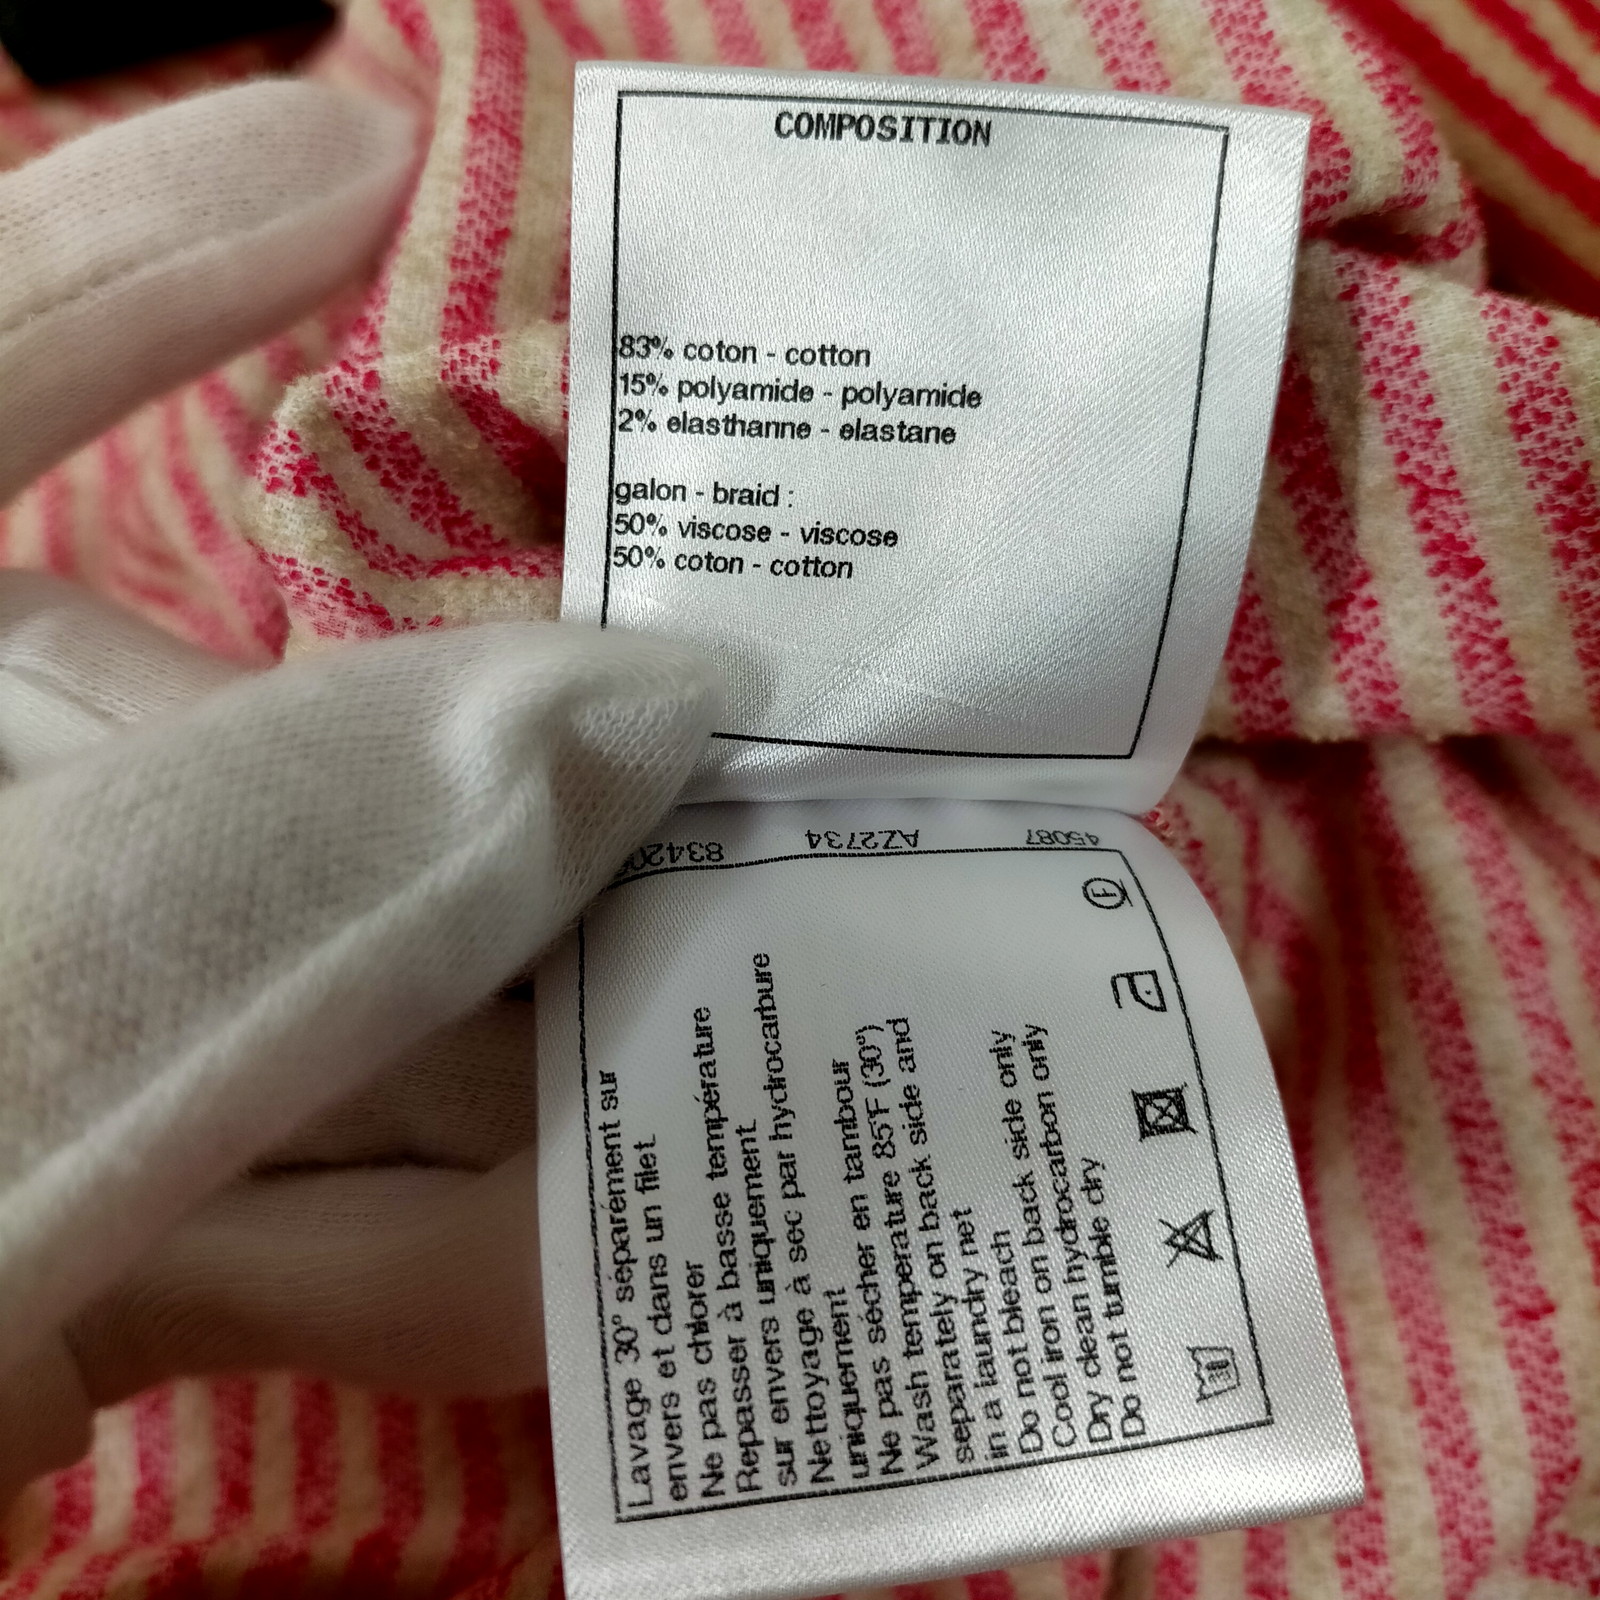 COMPOSITION
83% coton - cotton
15% polyamide - polyamide
2% elasthanne - elastane
galon - braid :
50% viscose - viscose
50% coton - cotton
AZ2734
45087
Lavage 30° séparément sur
envers et dans un filet
Ne pas chlorer
Repasser à basse température
sur envers uniquement
Nettoyage à sec par hydrocarbure
uniquement
Ne pas sécher en tambour
Wash temperature 85°F (30°)
separately on back side and
in a laundry net
Do not bleach
Cool iron on back side only
Dry clean hydrocarbon only
Do not tumble dry